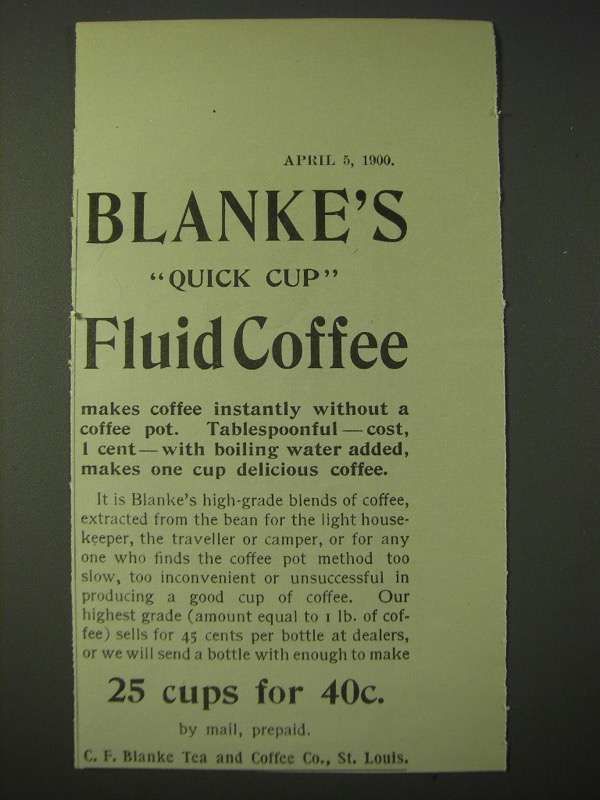 APRIL 5, 1900.
BLANKE'S
"QUICK CUP"
Fluid Coffee
makes coffee instantly without a
coffee pot. Tablespoonful — cost,
1 cent — with boiling water added,
makes one cup delicious coffee.
It is Blanke's high-grade blends of coffee,
extracted from the bean for the light house-
keeper, the traveller or camper, or for any
one who finds the coffee pot method too
slow, too inconvenient or unsuccessful in
producing a good cup of coffee. Our
highest grade (amount equal to 1 lb. of cof-
fee) sells for 45 cents per bottle at dealers,
or we will send a bottle with enough to make
25 cups for 40c.
by mail, prepaid.
C. F. Blanke Tea and Coffee Co., St. Louis.